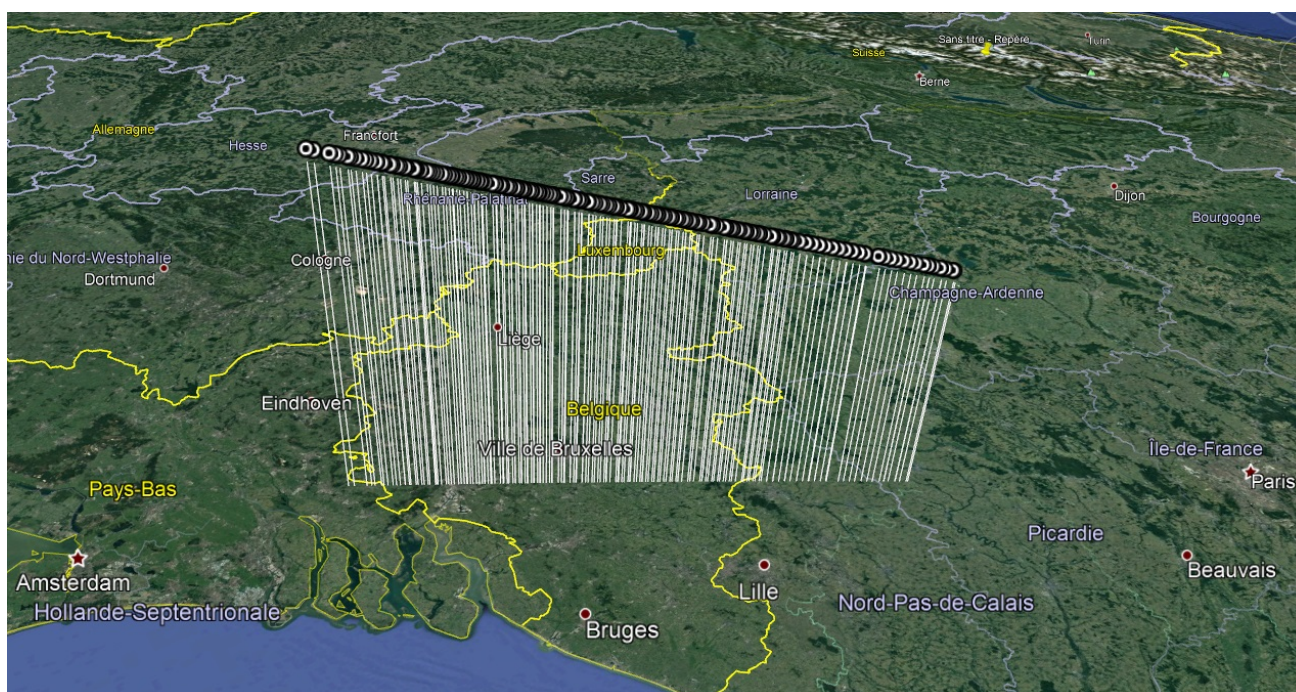 Sans titre - Repère
Turin
Suisse
Berne
Allemagne
Francfort
Hesse
Sarre
Lorraine
Rhénanie-Palatinat
Dijon
Bourgogne
nie du Nord-Westphalie
Cologne
Luxembourg
Dortmund
Champagne-Ardenne
Liège
Eindhoven
Belgique
Ville de Bruxelles
Île-de-France
Paris
Pays-Bas
Picardie
Amsterdam
Lille
Beauvais
Hollande-Septentrionale
Nord-Pas-de-Calais
Bruges